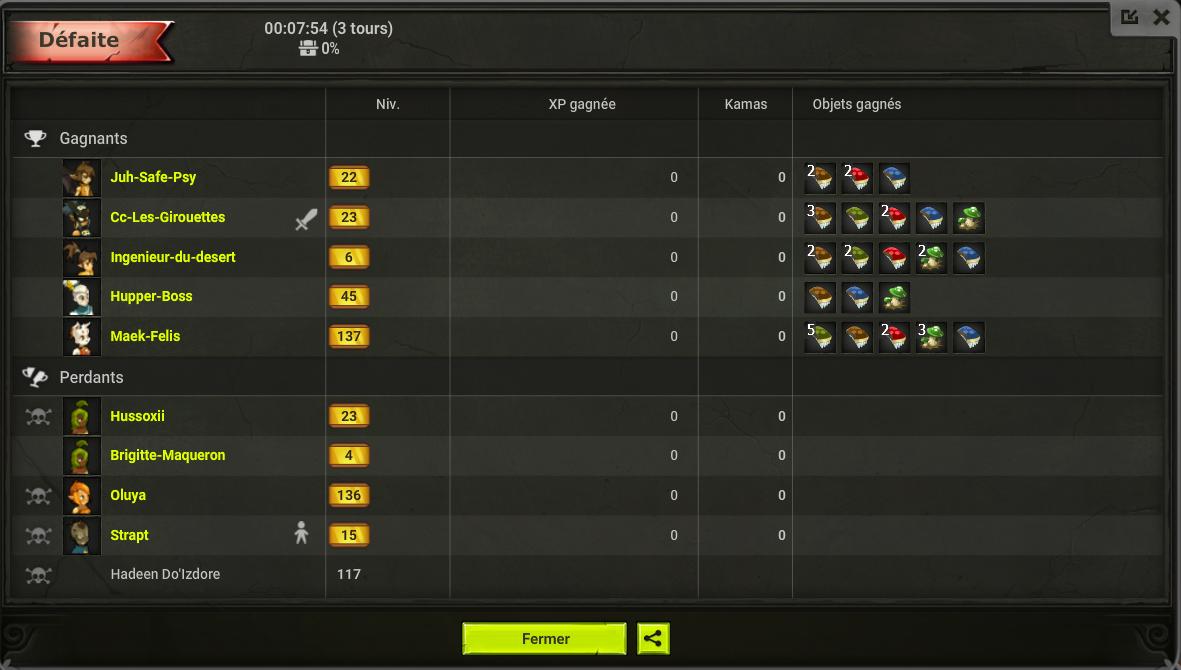 Défaite
00:07:54 (3 tours)
0%
Niv. XP gagnée Kamas Objets gagnés
Gagnants
Juh-Safe-Psy 22 0 0 2 2
Cc-Les-Girouettes 23 0 0 3 2
Ingenieur-du-desert 6 0 0 2 2 2
Hupper-Boss 45 0 0
Maek-Felis 137 0 0 5 2 3
Perdants
Hussoxii 23 0 0
Brigitte-Maqueron 4 0 0
Oluya 136 0 0
Strapt 15 0 0
Hadeen Do'Izdore 117
Fermer